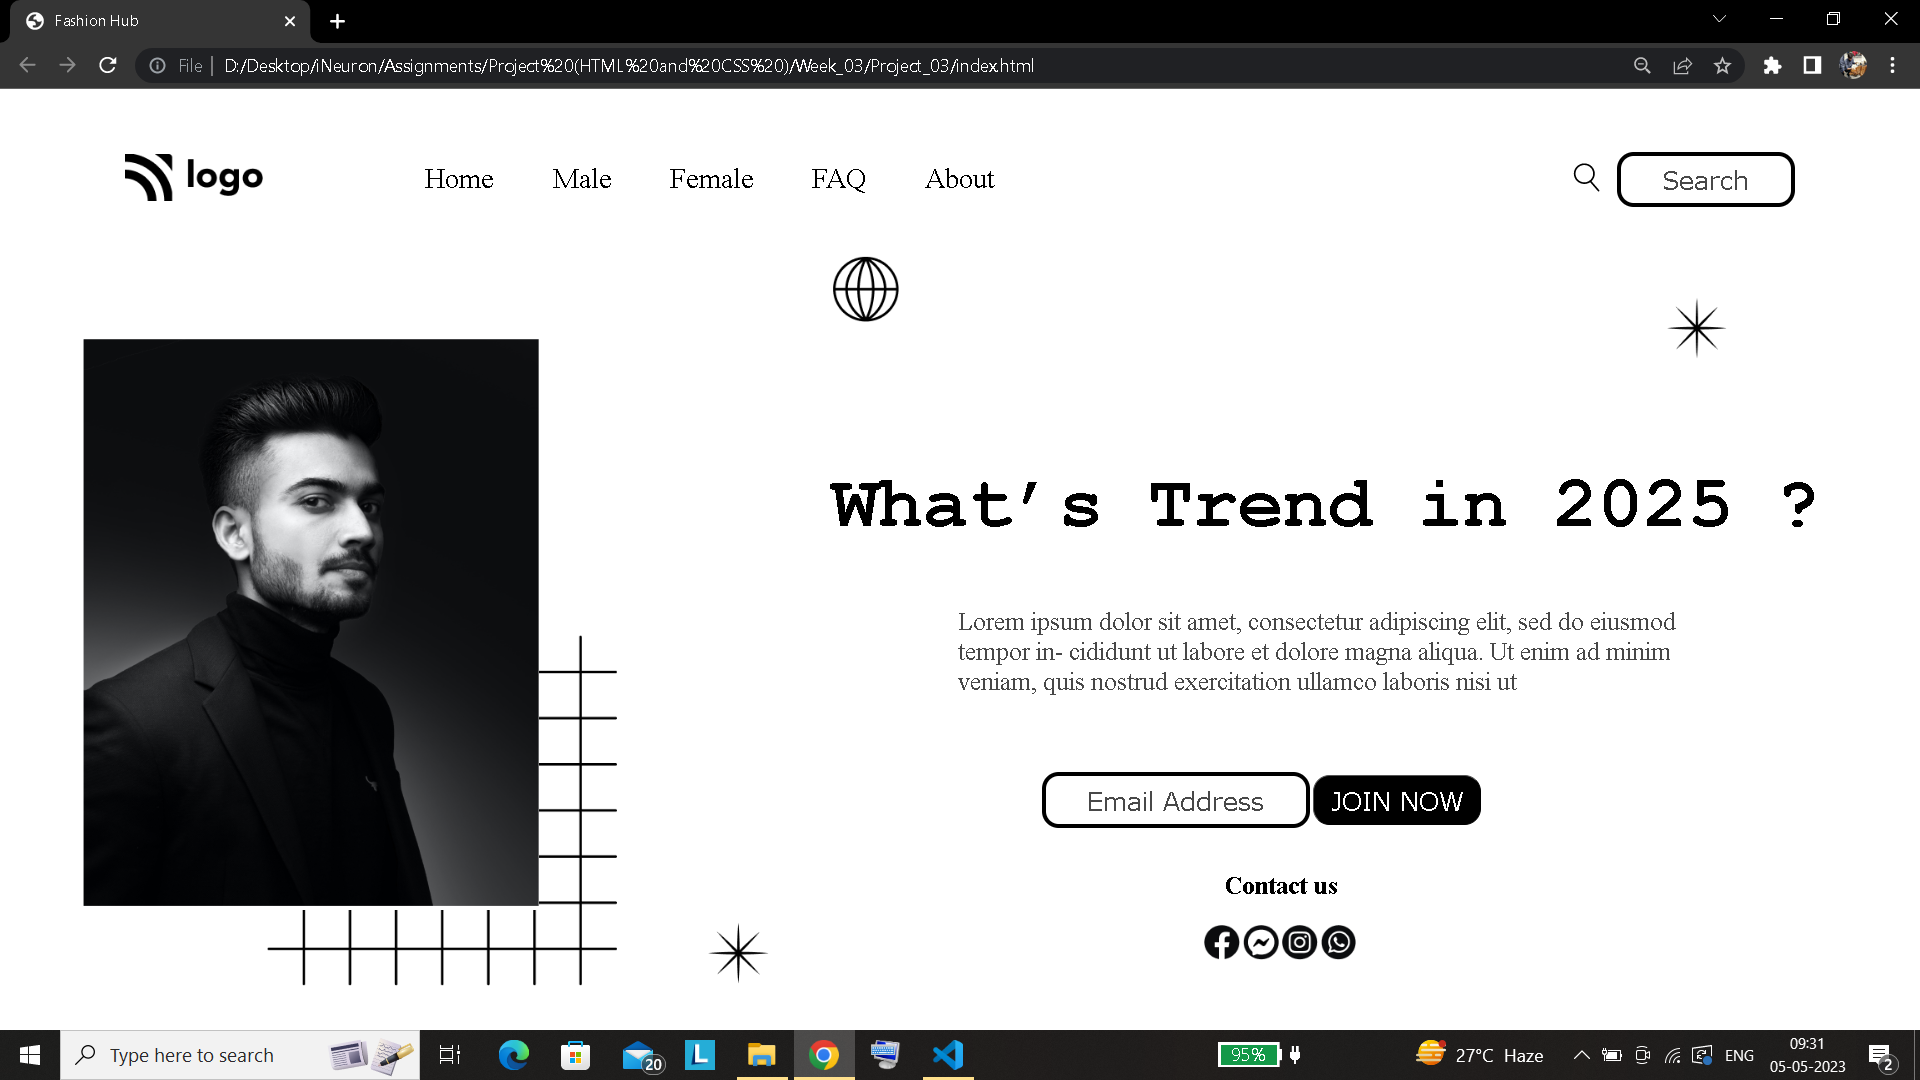 Fashion Hub
File | D:/Desktop/iNeuron/Assignments/Project%20(HTML%20and%20CSS%20)/Week_03/Project_03/index.html
logo
Home Male Female FAQ About
Search
What’s Trend in 2025 ?
Lorem ipsum dolor sit amet, consectetur adipiscing elit, sed do eiusmod
tempor in- cididunt ut labore et dolore magna aliqua. Ut enim ad minim
veniam, quis nostrud exercitation ullamco laboris nisi ut
Email Address JOIN NOW
Contact us
Type here to search
20
L
95%
27°C Haze
ENG
09:31
05-05-2023
2